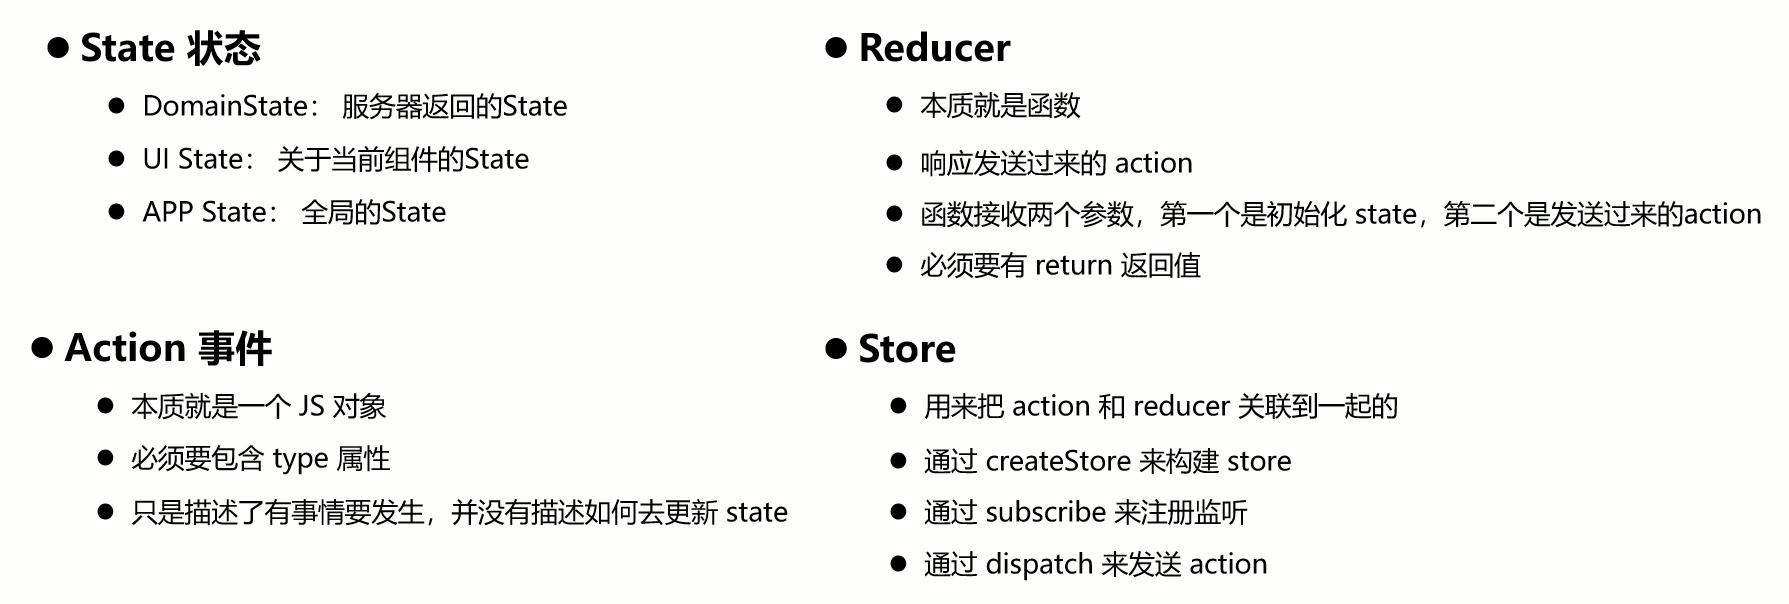 State 状态
DomainState： 服务器返回的State
UI State： 关于当前组件的State
APP State： 全局的State
Action 事件
本质就是一个 JS 对象
必须要包含 type 属性
只是描述了有事情要发生，并没有描述如何去更新 state
Reducer
本质就是函数
响应发送过来的 action
函数接收两个参数，第一个是初始化 state，第二个是发送过来的action
必须要有 return 返回值
Store
用来把 action 和 reducer 关联到一起的
通过 createStore 来构建 store
通过 subscribe 来注册监听
通过 dispatch 来发送 action